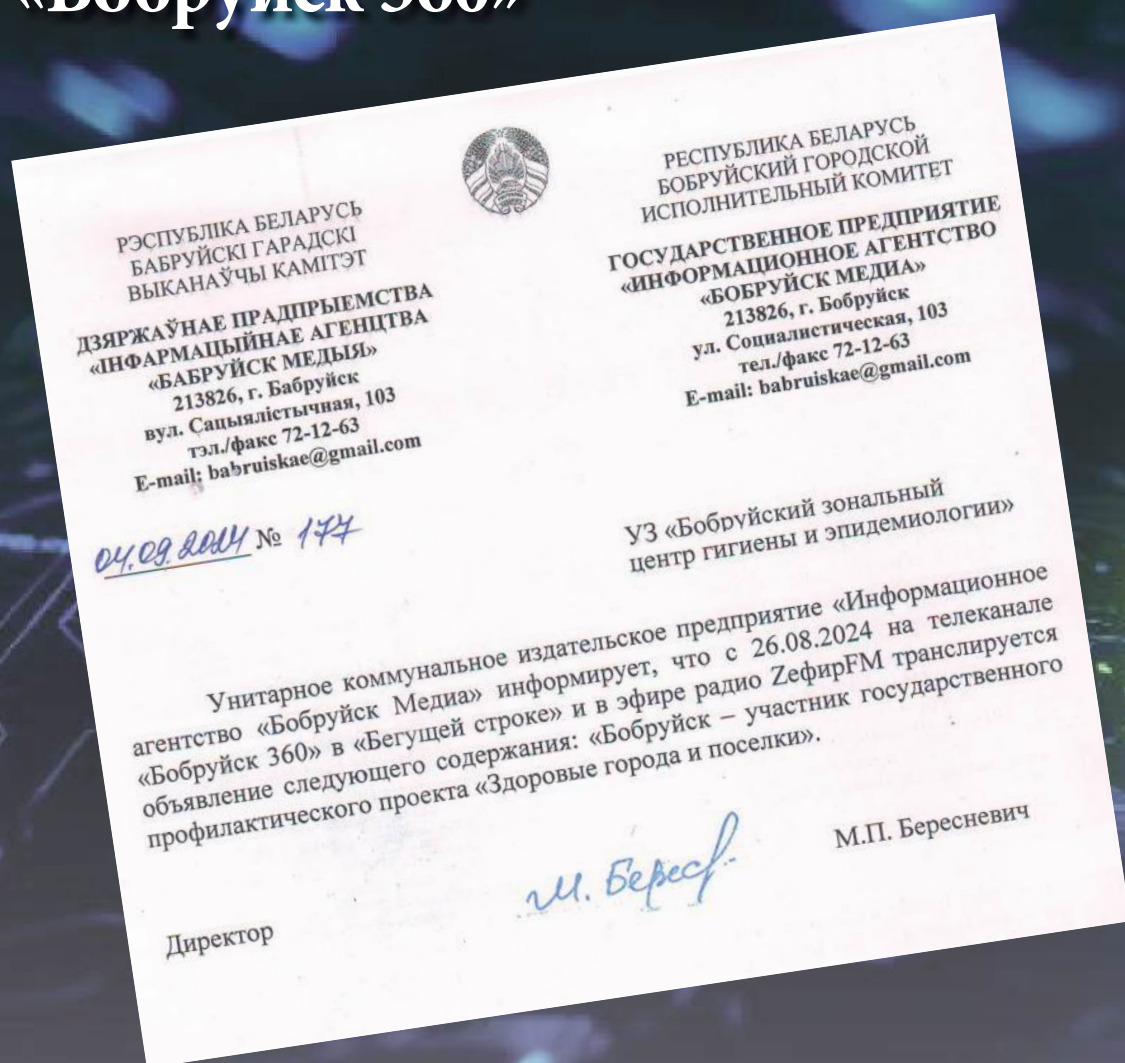 «Бобруйск 360»
РЭСПУБЛІКА БЕЛАРУСЬ
БАБРУЙСКІ ГАРАДСКІ
ВЫКАНАЎЧЫ КАМІТЭТ
ДЗЯРЖАЎНАЕ ПРАДПРЫЕМСТВА
«ІНФАРМАЦЫЙНАЕ АГЕНЦТВА
«БАБРУЙСК МЕДЫЯ»
213826, г. Бабруйск
вул. Сацыялістычная, 103
тэл./факс 72-12-63
E-mail: babruiskae@gmail.com
РЕСПУБЛИКА БЕЛАРУСЬ
БОБРУЙСКИЙ ГОРОДСКОЙ
ИСПОЛНИТЕЛЬНЫЙ КОМИТЕТ
ГОСУДАРСТВЕННОЕ ПРЕДПРИЯТИЕ
«ИНФОРМАЦИОННОЕ АГЕНТСТВО
«БОБРУЙСК МЕДИА»
213826, г. Бобруйск
ул. Социалистическая, 103
тел./факс 72-12-63
E-mail: babruiskae@gmail.com
04.09.2024 № 177
УЗ «Бобруйский зональный
центр гигиены и эпидемиологии»
Унитарное коммунальное издательское предприятие «Информационное
агентство «Бобруйск Медиа» информирует, что с 26.08.2024 на телеканале
«Бобруйск 360» в «Бегущей строке» и в эфире радио ZефирFM транслируется
объявление следующего содержания: «Бобруйск – участник государственного
профилактического проекта «Здоровые города и поселки».
Директор
М. Берес
М.П. Бересневич